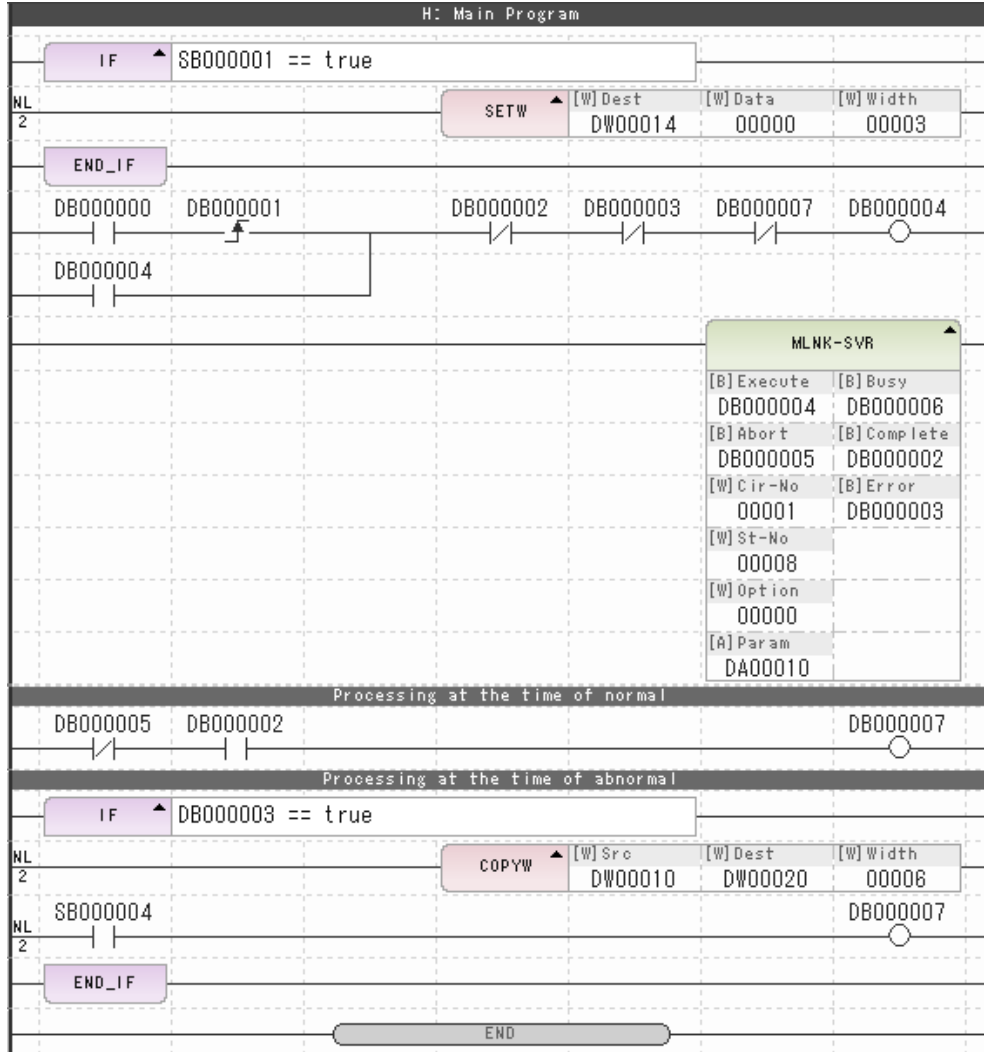 H: Main Program
IF SB000001 == true
NL
2
SETW [W]Dest [W]Data [W]Width
DW00014 00000 00003
END_IF
DB000000 DB000001 DB000002 DB000003 DB000007 DB000004
DB000004
MLNK-SVR
[B]Execute [B]Busy
DB000004 DB000006
[B]Abort [B]Complete
DB000005 DB000002
[W]Cir-No [B]Error
00001 DB000003
[W]St-No
00008
[W]Option
00000
[A]Param
DA00010
Processing at the time of normal
DB000005 DB000002 DB000007
Processing at the time of abnormal
IF DB000003 == true
NL
2
COPYW [W]Src [W]Dest [W]Width
DW00010 DW00020 00006
SB000004 DB000007
NL
2
END_IF
END